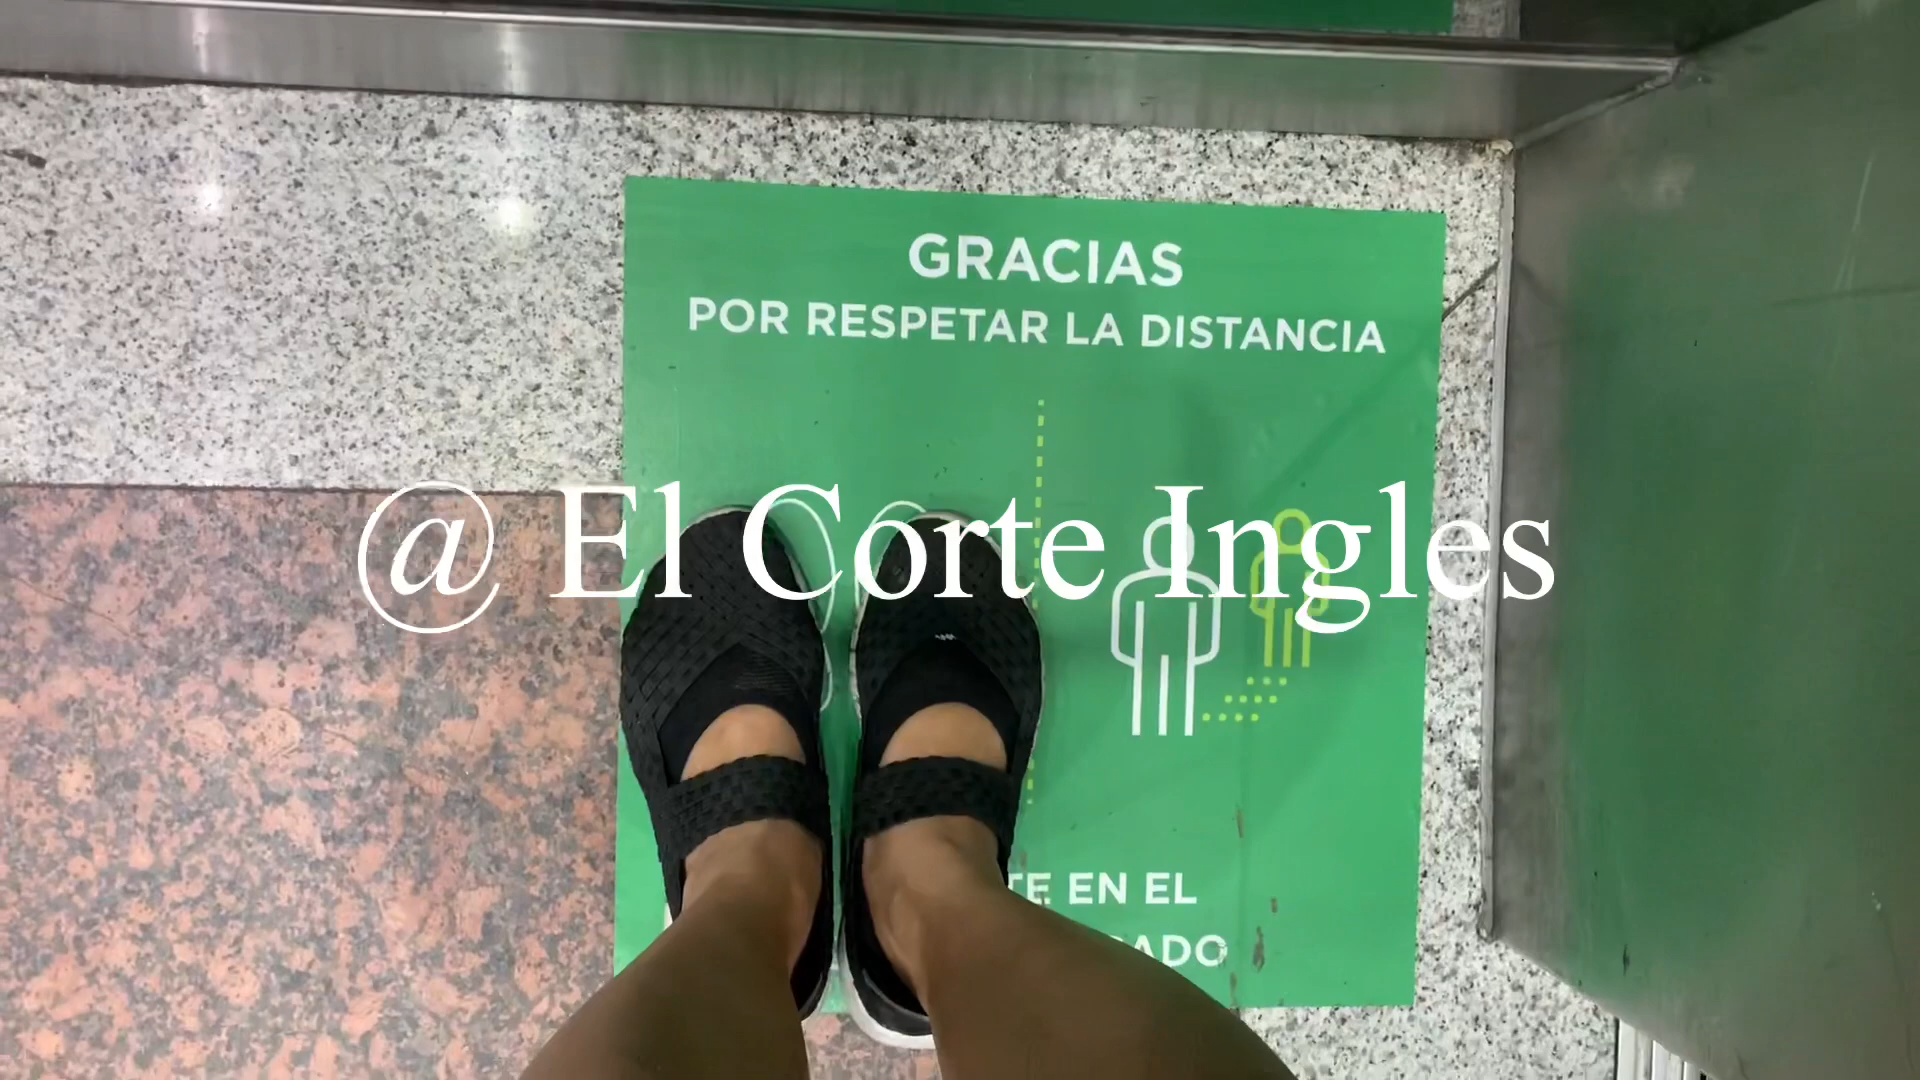 GRACIAS
POR RESPETAR LA DISTANCIA
@ El Corte Ingles
EN EL